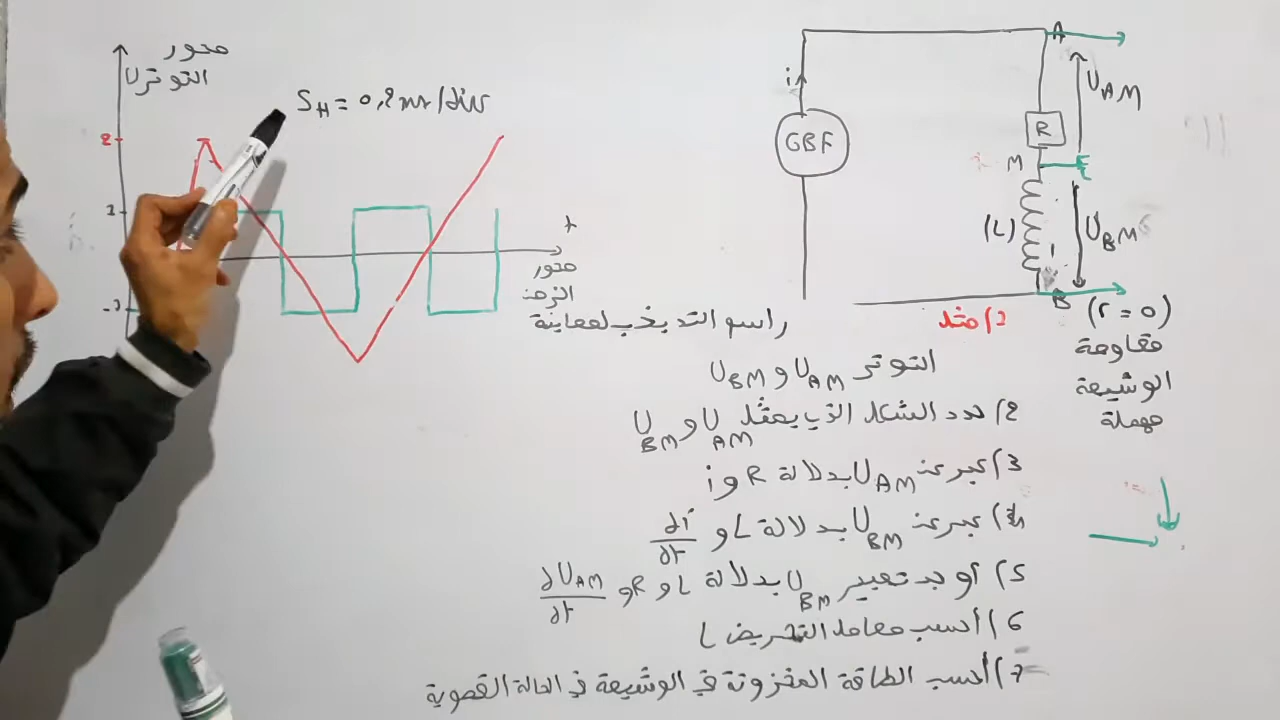 محور
التوتر U
S_H = 0,2 ms/div
2
1
-1
t
محور
الزمن
i
GBF
A
R
M
(L)
B
U_AM
U_BM
(r = 0)
مقاومة
الوشيعة
مهملة
1) مثل
راسم التذبذب لمعاينة
التوتر U_AM و U_BM
2) حدد الشكل الذي يمثل U_AM و U_BM
3) عبر عن U_AM بدلالة R و i
4) عبر عن U_BM بدلالة L و di/dt
5) أوجد تعبير U_BM بدلالة L و R و dU_AM/dt
6) أحسب معامل التحريض L
7) أحسب الطاقة المخزونة في الوشيعة في الحالة القصوية